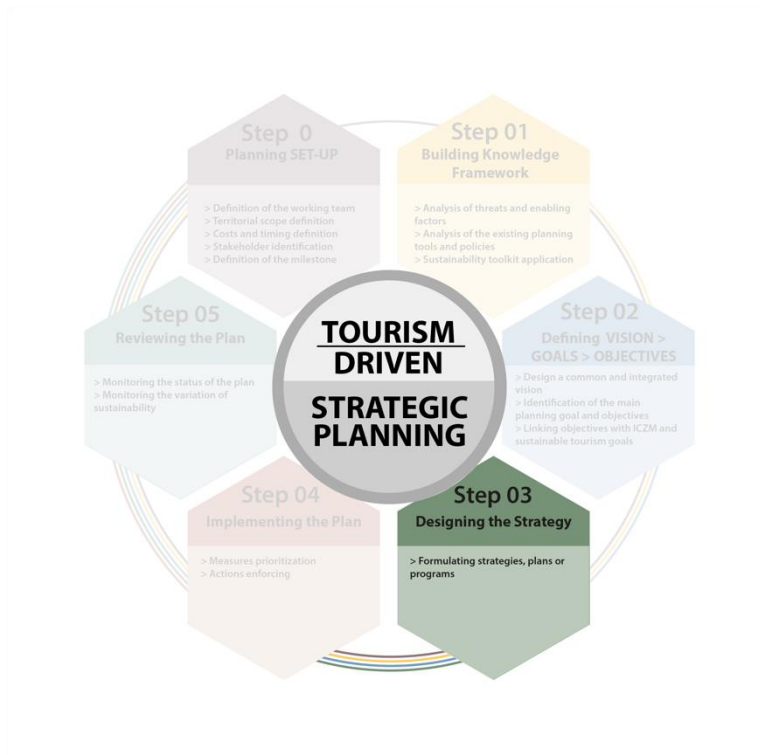 Step 0
Planning SET-UP
> Definition of the working team
> Territorial scope definition
> Costs and timing definition
> Stakeholder identification
> Definition of the milestone
Step 01
Building Knowledge
Framework
> Analysis of threats and enabling
factors
> Analysis of the existing planning
tools and policies
> Sustainability toolkit application
Step 05
Reviewing the Plan
> Monitoring the status of the plan
> Monitoring the variation of
sustainability
TOURISM
DRIVEN
STRATEGIC
PLANNING
Step 02
Defining VISION >
GOALS > OBJECTIVES
> Design a common and integrated
vision
> Identification of the main
planning goal and objectives
> Linking objectives with ICZM and
sustainable tourism goals
Step 04
Implementing the Plan
> Measures prioritization
> Actions enforcing
Step 03
Designing the Strategy
> Formulating strategies, plans or
programs